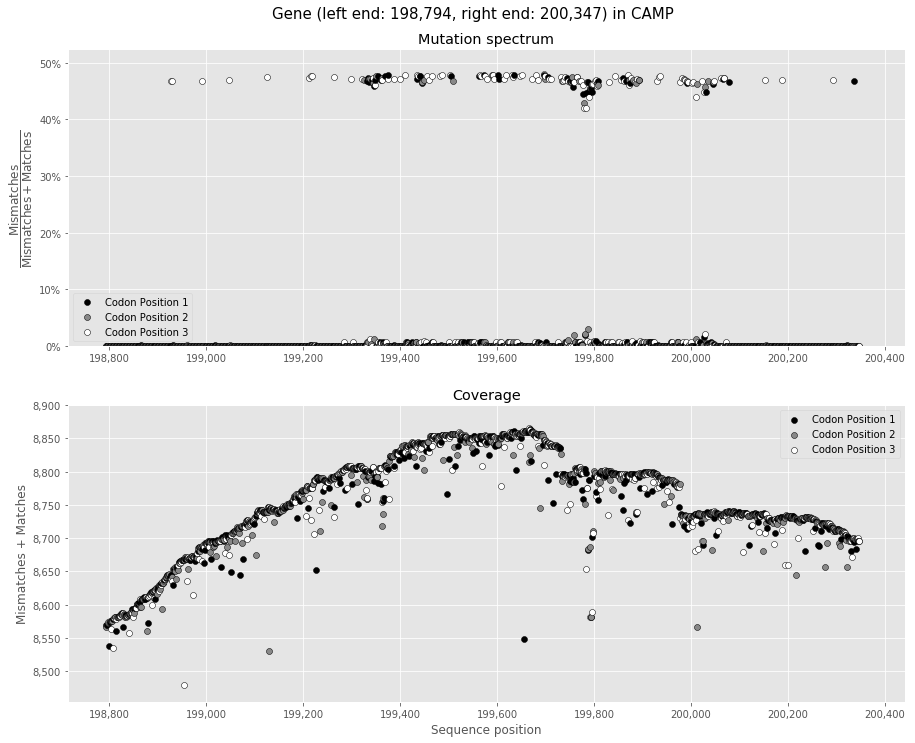 Gene (left end: 198,794, right end: 200,347) in CAMP
Mutation spectrum
50%
40%
30%
20%
10%
0%
Mismatches
Mismatches + Matches
Codon Position 1
Codon Position 2
Codon Position 3
198,800 199,000 199,200 199,400 199,600 199,800 200,000 200,200 200,400
Coverage
8,900
8,850
8,800
8,750
8,700
8,650
8,600
8,550
8,500
Mismatches + Matches
Codon Position 1
Codon Position 2
Codon Position 3
198,800 199,000 199,200 199,400 199,600 199,800 200,000 200,200 200,400
Sequence position